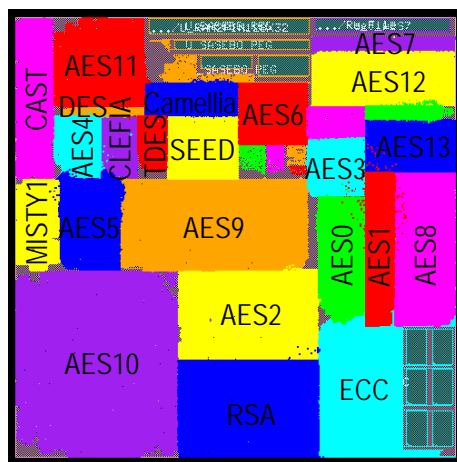 AES7
AES11
CAST
AES12
DES
Camellia
AES6
AES4
CLEFIA
TDES
SEED
AES13
AES3
MISTY1
AES5
AES9
AES0
AES1
AES8
AES2
AES10
RSA
ECC